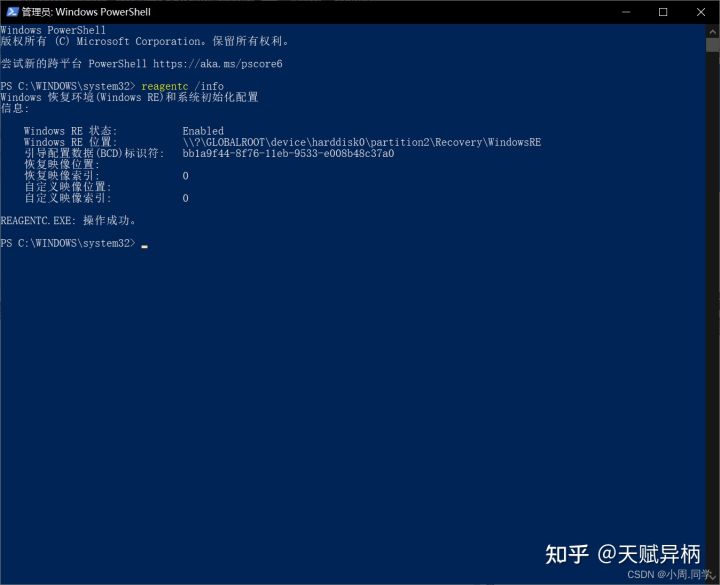 管理员: Windows PowerShell
Windows PowerShell
版权所有 (C) Microsoft Corporation。保留所有权利。
尝试新的跨平台 PowerShell https://aka.ms/pscore6
PS C:\WINDOWS\system32> reagentc /info
Windows 恢复环境(Windows RE)和系统初始化配置
信息:
Windows RE 状态: Enabled
Windows RE 位置: \\?\GLOBALROOT\device\harddisk0\partition2\Recovery\WindowsRE
引导配置数据(BCD)标识符: bb1a9f44-8f76-11eb-9533-e008b48c37a0
恢复映像位置:
恢复映像索引: 0
自定义映像位置:
自定义映像索引: 0
REAGENTC.EXE: 操作成功。
PS C:\WINDOWS\system32>
知乎 @天赋异柄
CSDN @小周.同学